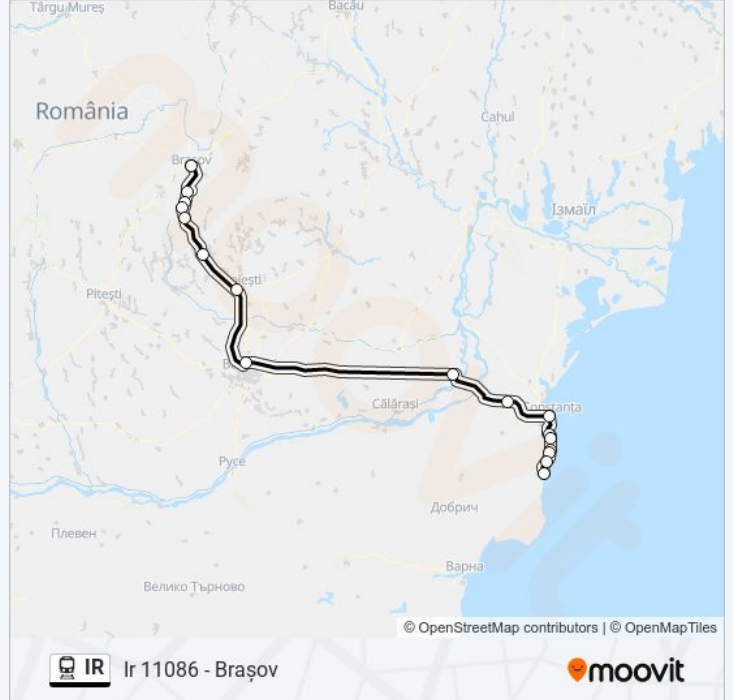 Târgu Mureș
Bacău
România
Cahul
Brașov
Ізмаїл
Pitești
Călărași
Constanța
Русе
Добрич
Плевен
Варна
Велико Търново
© OpenStreetMap contributors | © OpenMapTiles
IR Ir 11086 - Brașov
moovit